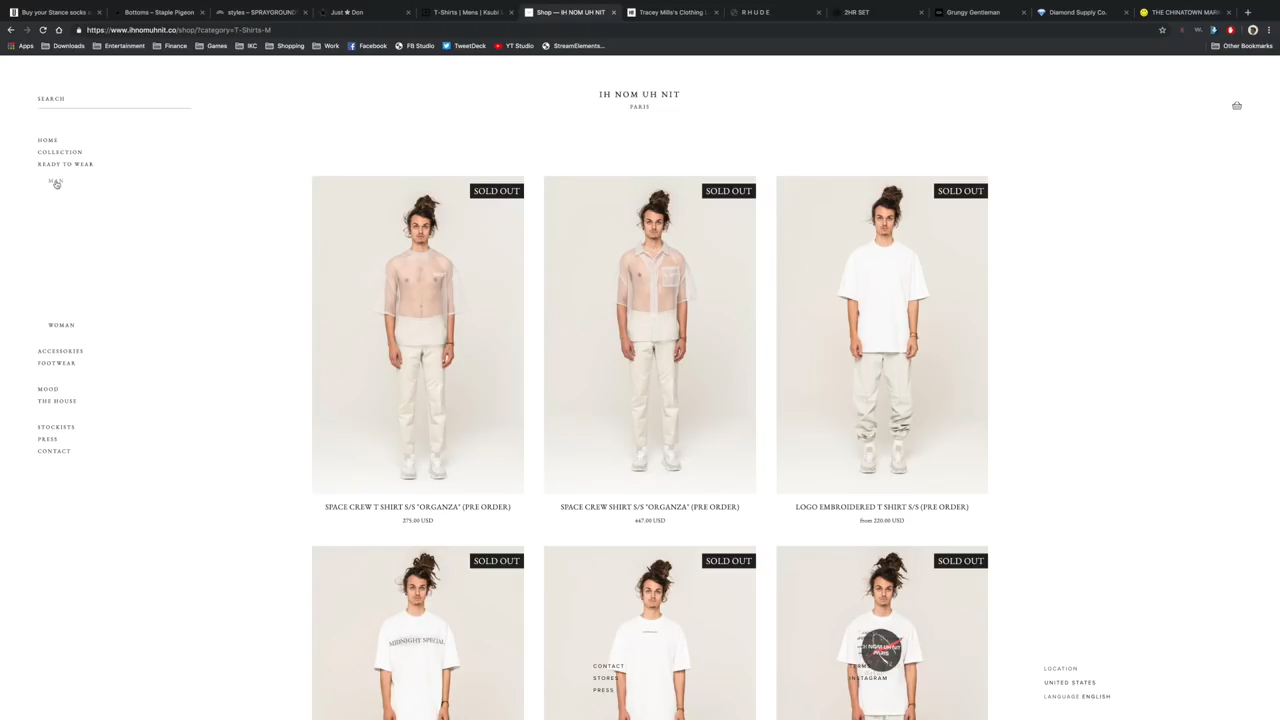 Buy your Stance socks o
Bottoms – Staple Pigeon
styles – SPRAYGROUND
Just ★ Don
T-Shirts | Mens | Ksubi L
Shop — IH NOM UH NIT
Tracey Mills's Clothing L
R H U D E
2HR SET
Grungy Gentleman
Diamond Supply Co.
THE CHINATOWN MAR
https://www.ihnomuhnit.co/shop/?category=T-Shirts-M
Apps
Downloads
Entertainment
Finance
Games
IKC
Shopping
Work
Facebook
FB Studio
TweetDeck
YT Studio
StreamElements...
Other Bookmarks
SEARCH
IH NOM UH NIT
PARIS
HOME
COLLECTION
READY TO WEAR
MAN
WOMAN
ACCESSORIES
FOOTWEAR
MOOD
THE HOUSE
STOCKISTS
PRESS
CONTACT
SOLD OUT
SOLD OUT
SOLD OUT
SPACE CREW T SHIRT S/S "ORGANZA" (PRE ORDER)
275.00 USD
SPACE CREW SHIRT S/S "ORGANZA" (PRE ORDER)
447.00 USD
LOGO EMBROIDERED T SHIRT S/S (PRE ORDER)
from 220.00 USD
SOLD OUT
SOLD OUT
SOLD OUT
MIDNIGHT SPECIAL
NOM UH NIT
PARIS
CONTACT
STORES
PRESS
INSTAGRAM
LOCATION
UNITED STATES
LANGUAGE ENGLISH